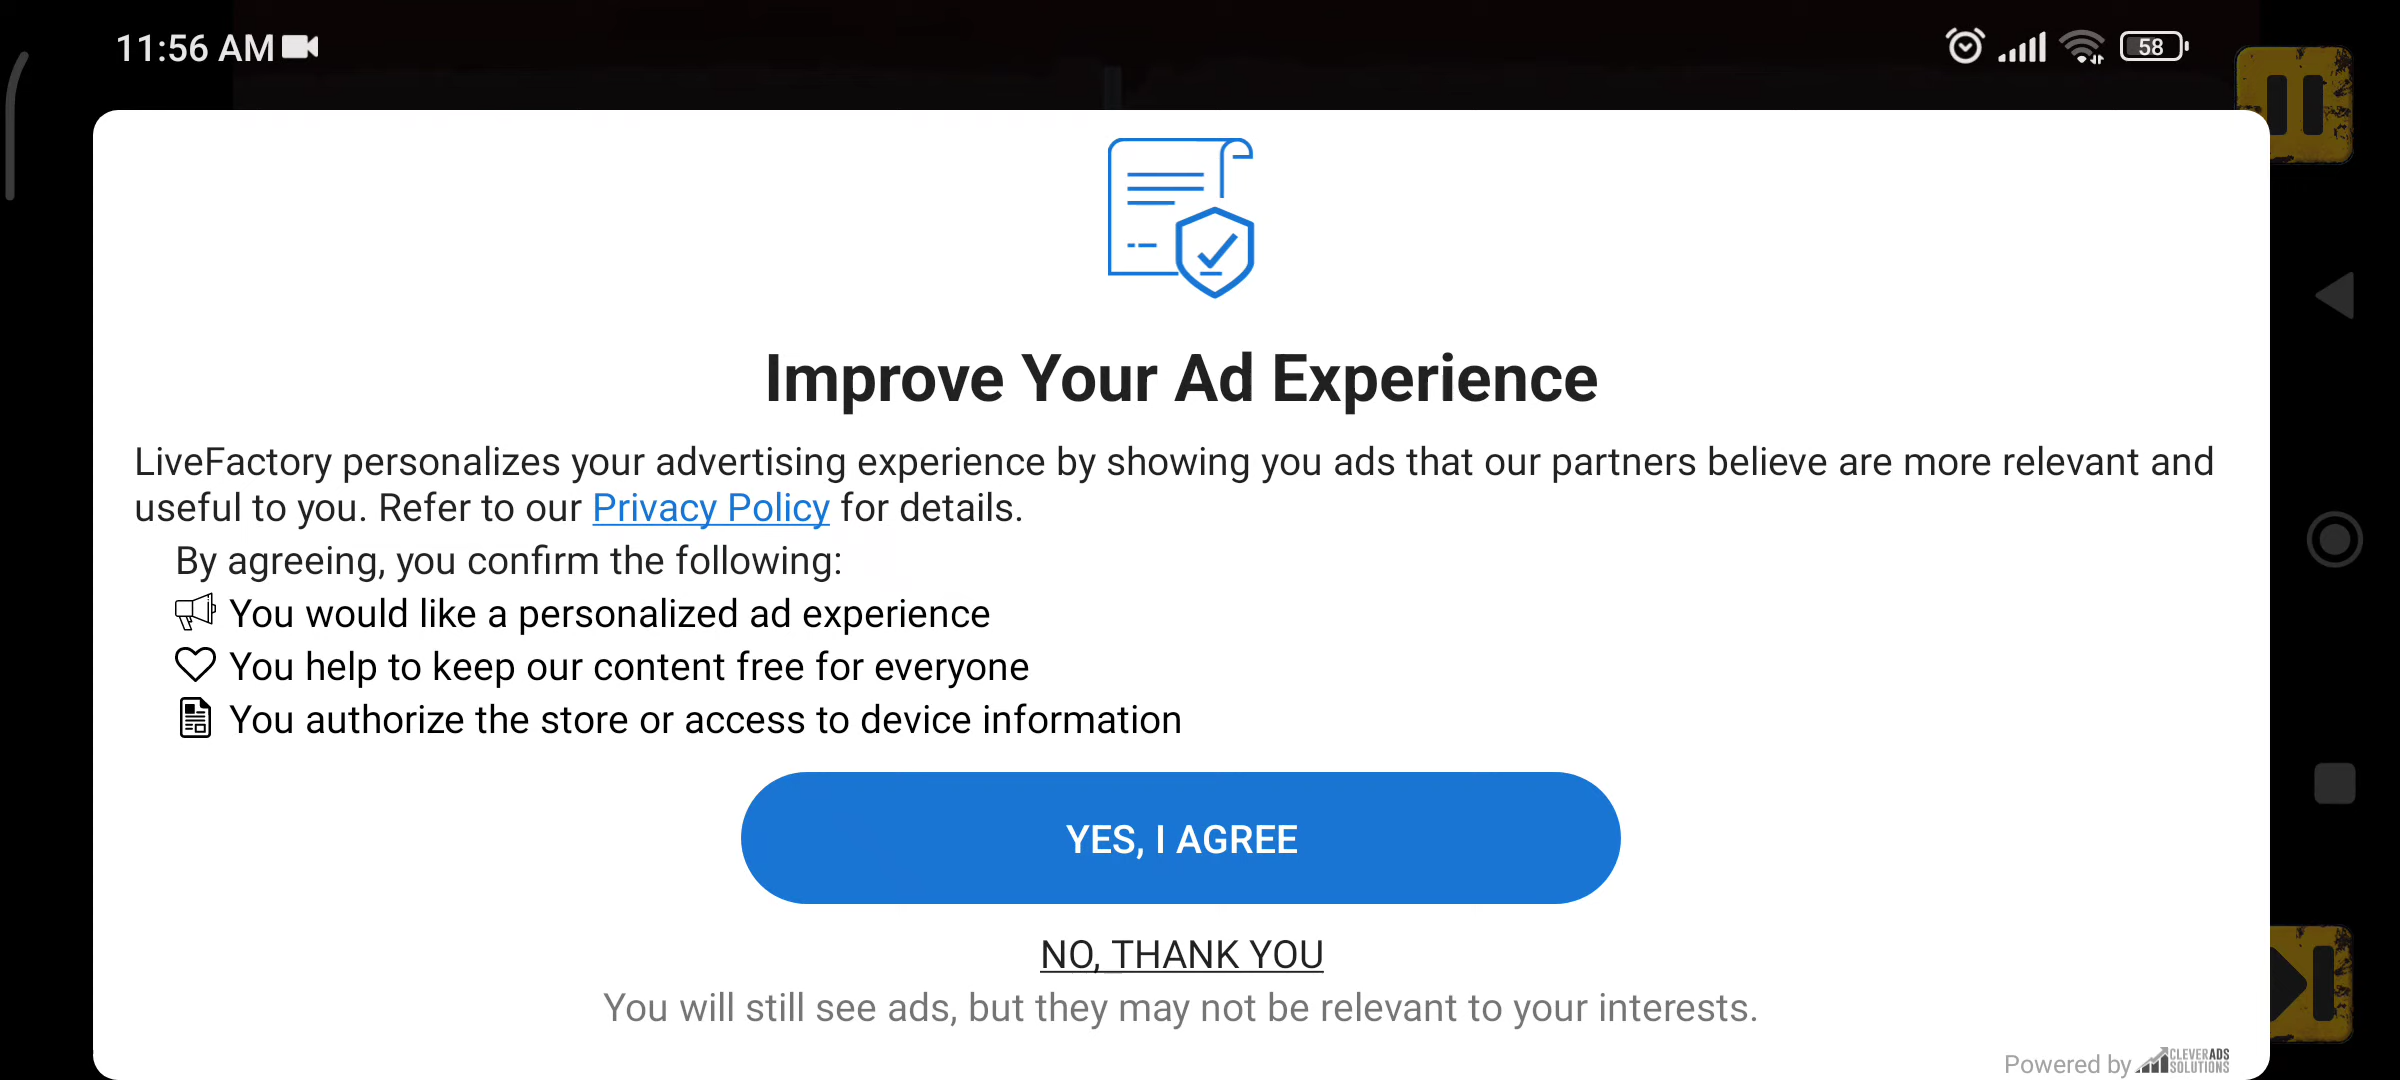 11:56 AM
58
Improve Your Ad Experience
LiveFactory personalizes your advertising experience by showing you ads that our partners believe are more relevant and
useful to you. Refer to our Privacy Policy for details.
By agreeing, you confirm the following:
You would like a personalized ad experience
You help to keep our content free for everyone
You authorize the store or access to device information
YES, I AGREE
NO, THANK YOU
You will still see ads, but they may not be relevant to your interests.
Powered by CLEVERADS
SOLUTIONS